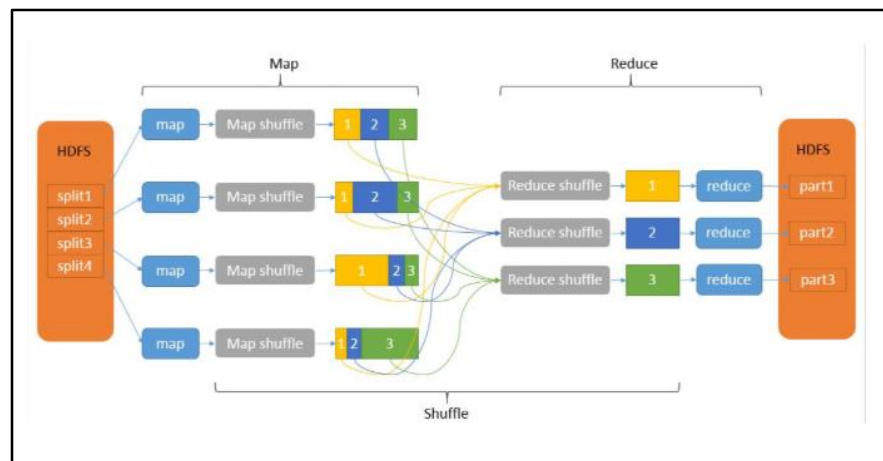 Map
Reduce
HDFS
split1
split2
split3
split4
map
Map shuffle
1 2 3
map
Map shuffle
1 2 3
map
Map shuffle
1 2 3
map
Map shuffle
1 2 3
Reduce shuffle
1
reduce
Reduce shuffle
2
reduce
Reduce shuffle
3
reduce
HDFS
part1
part2
part3
Shuffle